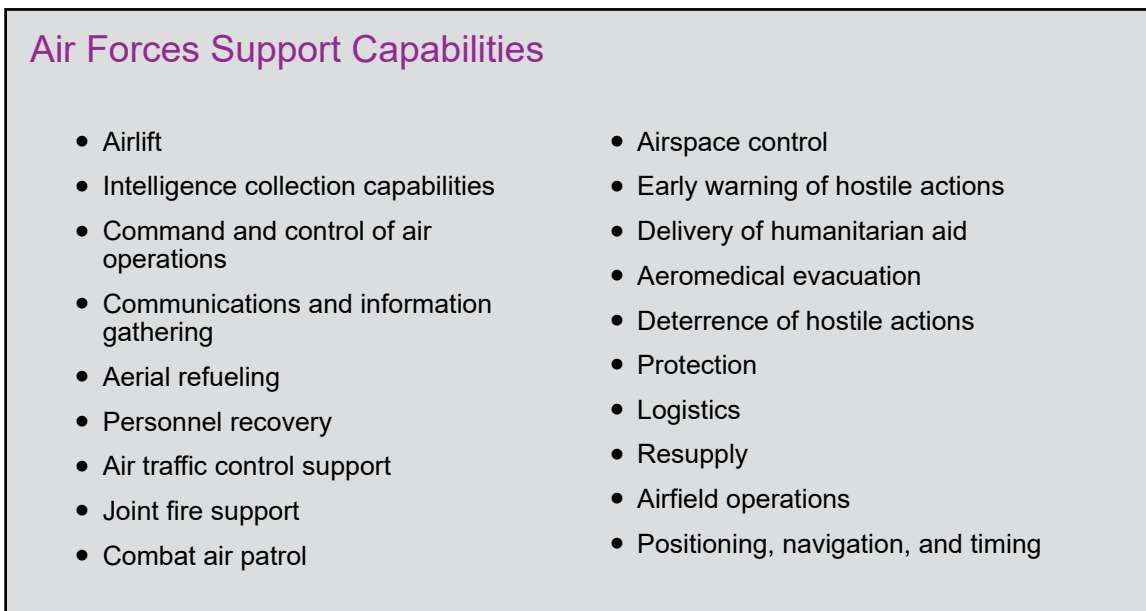 Air Forces Support Capabilities
• Airlift
• Intelligence collection capabilities
• Command and control of air
operations
• Communications and information
gathering
• Aerial refueling
• Personnel recovery
• Air traffic control support
• Joint fire support
• Combat air patrol
• Airspace control
• Early warning of hostile actions
• Delivery of humanitarian aid
• Aeromedical evacuation
• Deterrence of hostile actions
• Protection
• Logistics
• Resupply
• Airfield operations
• Positioning, navigation, and timing